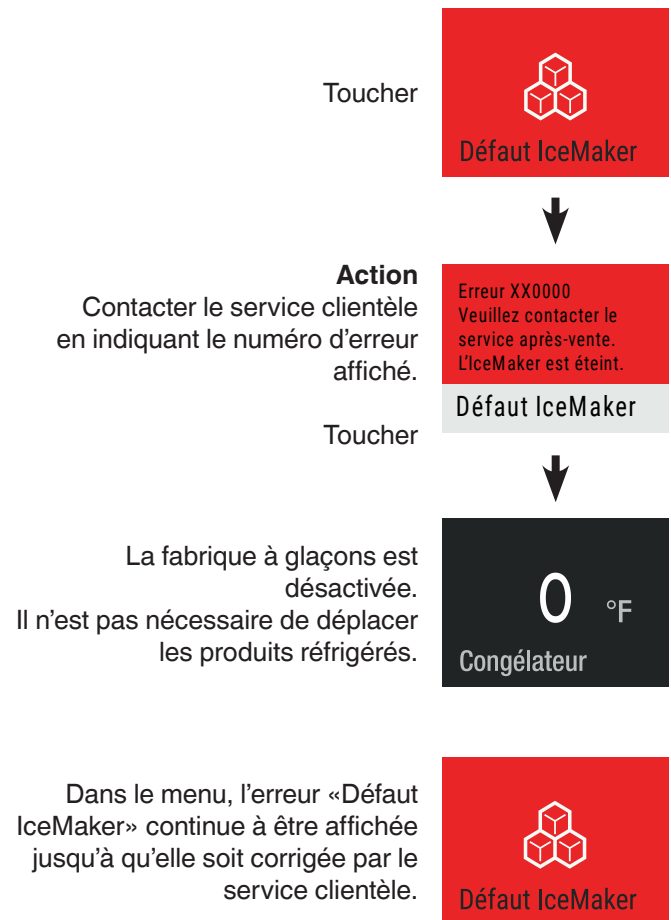 Toucher
Défaut IceMaker
Action
Contacter le service clientèle
en indiquant le numéro d’erreur
affiché.
Toucher
Erreur XX0000
Veuillez contacter le
service après-vente.
L’IceMaker est éteint.
Défaut IceMaker
La fabrique à glaçons est
désactivée.
Il n’est pas nécessaire de déplacer
les produits réfrigérés.
0 °F
Congélateur
Dans le menu, l’erreur «Défaut
IceMaker» continue à être affichée
jusqu’à qu’elle soit corrigée par le
service clientèle.
Défaut IceMaker